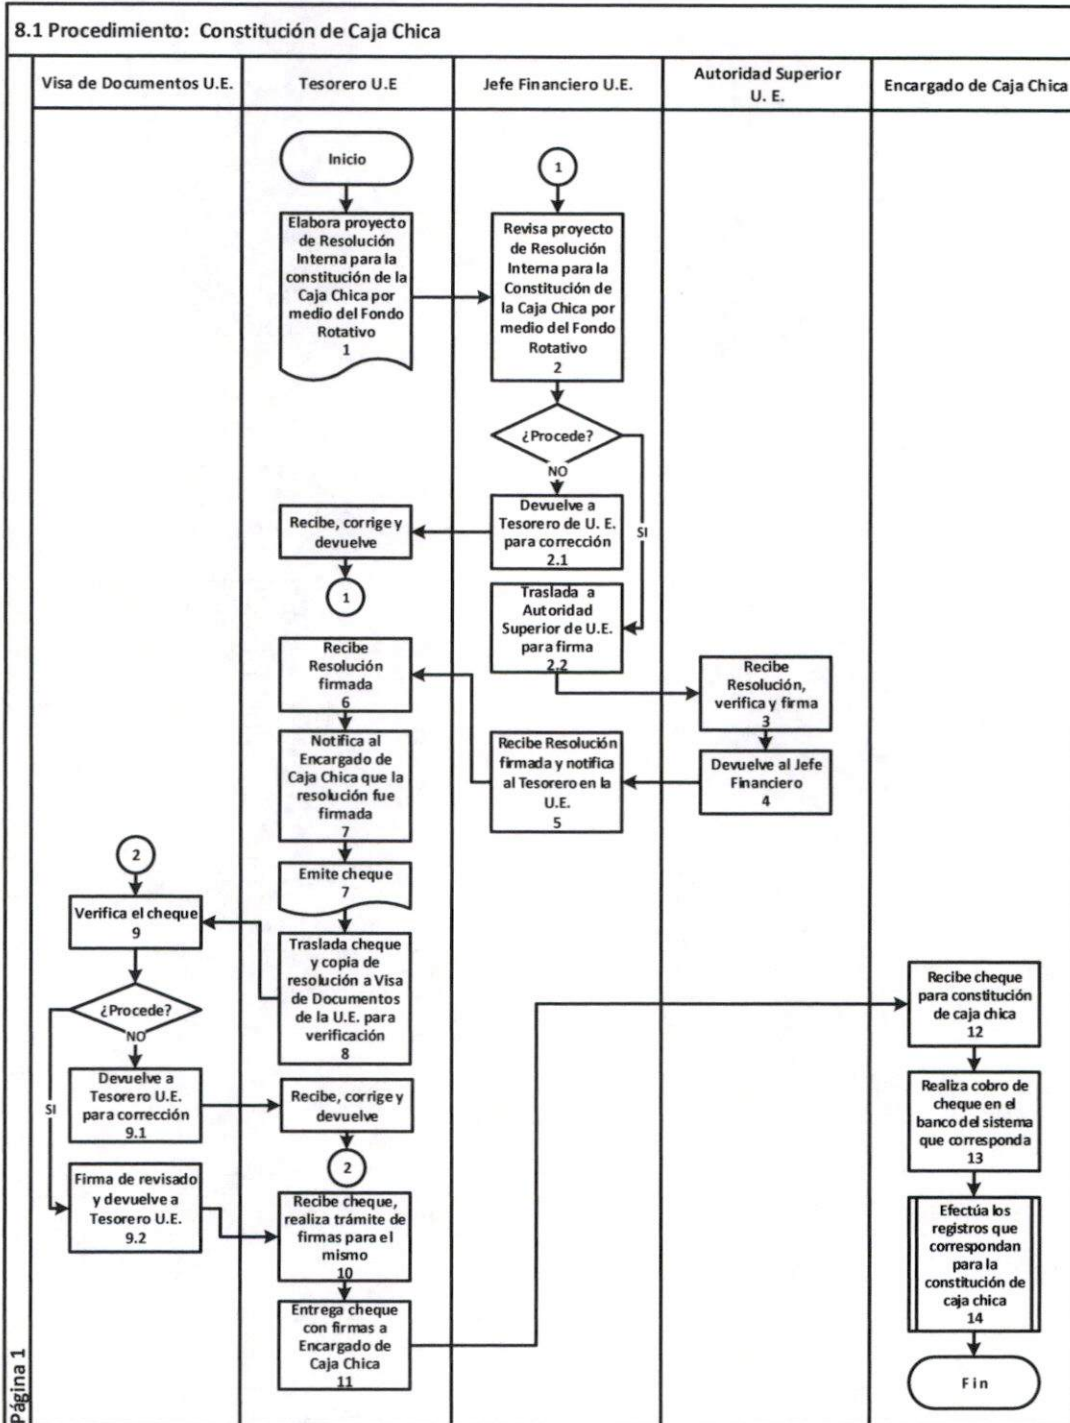 8.1 Procedimiento: Constitución de Caja Chica
Visa de Documentos U.E.
Tesorero U.E
Jefe Financiero U.E.
Autoridad Superior
U. E.
Encargado de Caja Chica
Inicio
Elabora proyecto
de Resolución
Interna para la
constitución de la
Caja Chica por
medio del Fondo
Rotativo
1
1
Revisa proyecto
de Resolución
Interna para la
Constitución de
la Caja Chica por
medio del Fondo
Rotativo
2
¿Procede?
NO
SI
Devuelve a
Tesorero de U. E.
para corrección
2.1
Recibe, corrige y
devuelve
1
Traslada a
Autoridad
Superior de U.E.
para firma
2.2
Recibe
Resolución,
verifica y firma
3
Devuelve al Jefe
Financiero
4
Recibe Resolución
firmada y notifica
al Tesorero en la
U.E.
5
Recibe
Resolución
firmada
6
Notifica al
Encargado de
Caja Chica que la
resolución fue
firmada
7
Emite cheque
7
Traslada cheque
y copia de
resolución a Visa
de Documentos
de la U.E. para
verificación
8
2
Verifica el cheque
9
¿Procede?
NO
SI
Devuelve a
Tesorero U.E.
para corrección
9.1
Recibe, corrige y
devuelve
2
Firma de revisado
y devuelve a
Tesorero U.E.
9.2
Recibe cheque,
realiza trámite de
firmas para el
mismo
10
Entrega cheque
con firmas a
Encargado de
Caja Chica
11
Recibe cheque
para constitución
de caja chica
12
Realiza cobro de
cheque en el
banco del sistema
que corresponda
13
Efectúa los
registros que
correspondan
para la
constitución de
caja chica
14
Fin
Página 1